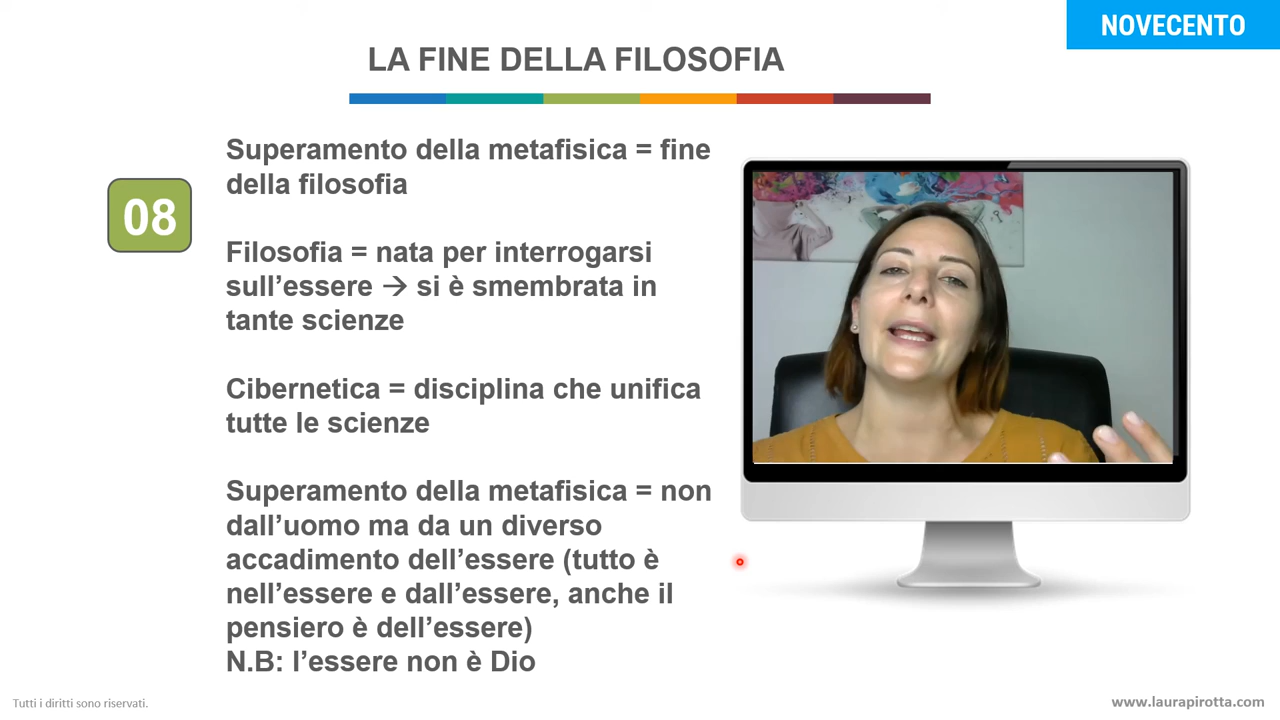 NOVECENTO
LA FINE DELLA FILOSOFIA
08
Superamento della metafisica = fine
della filosofia
Filosofia = nata per interrogarsi
sull’essere → si è smembrata in
tante scienze
Cibernetica = disciplina che unifica
tutte le scienze
Superamento della metafisica = non
dall’uomo ma da un diverso
accadimento dell’essere (tutto è
nell’essere e dall’essere, anche il
pensiero è dell’essere)
N.B: l’essere non è Dio
Tutti i diritti sono riservati.
www.laurapirotta.com